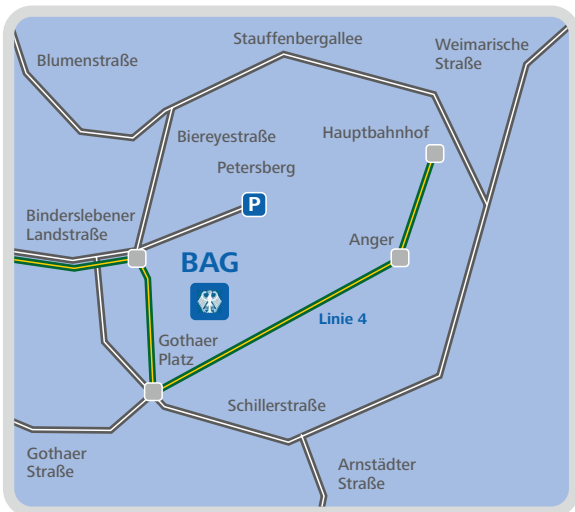 Stauffenbergallee
Weimarische
Straße
Blumenstraße
Hauptbahnhof
Biereyestraße
Petersberg
P
Binderslebener
Landstraße
Anger
BAG
Linie 4
Gothaer
Platz
Schillerstraße
Gothaer
Straße
Arnstädter
Straße